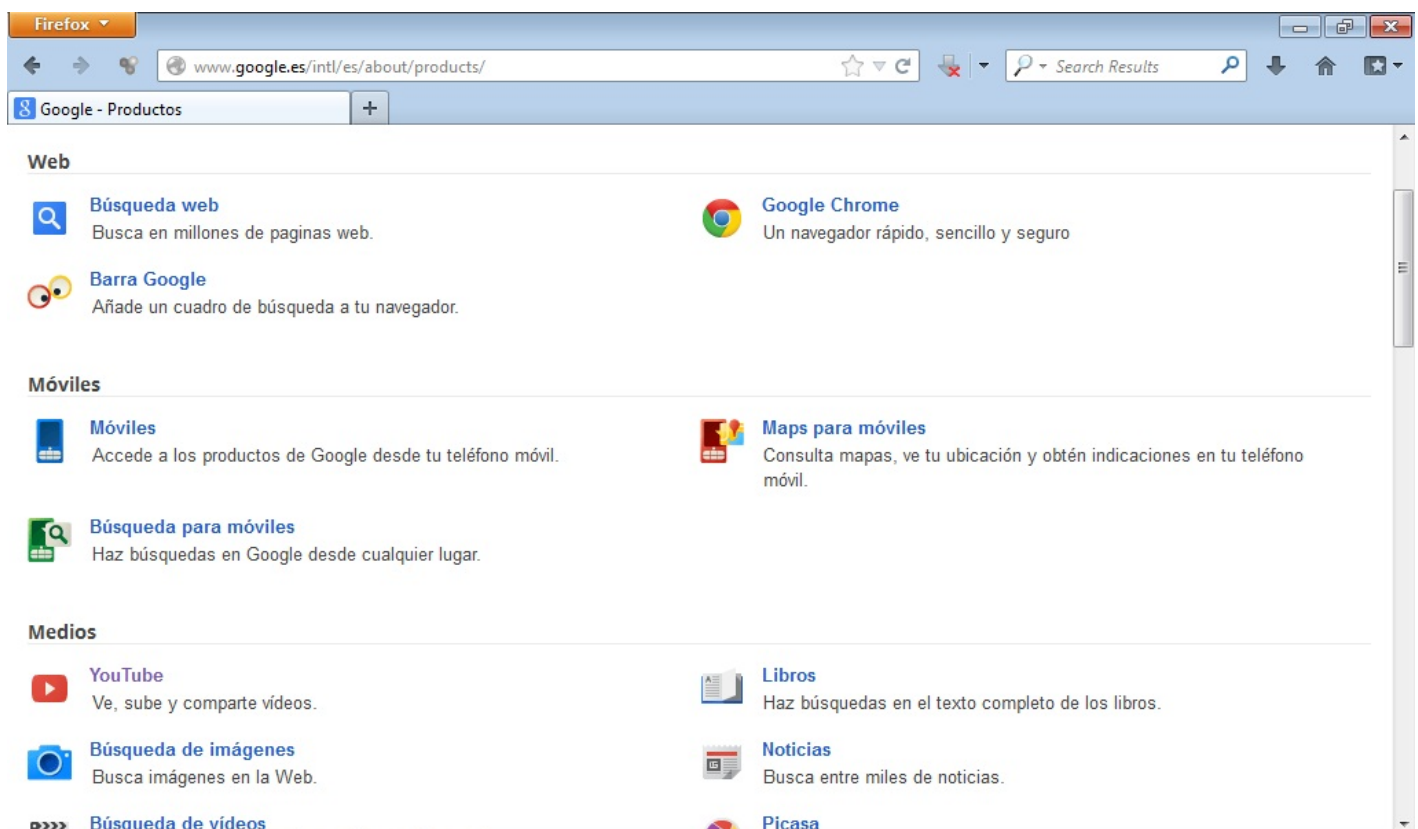 Firefox
www.google.es/intl/es/about/products/
Search Results
Google - Productos
Web
Búsqueda web
Busca en millones de paginas web.
Google Chrome
Un navegador rápido, sencillo y seguro
Barra Google
Añade un cuadro de búsqueda a tu navegador.
Móviles
Móviles
Accede a los productos de Google desde tu teléfono móvil.
Maps para móviles
Consulta mapas, ve tu ubicación y obtén indicaciones en tu teléfono
móvil.
Búsqueda para móviles
Haz búsquedas en Google desde cualquier lugar.
Medios
YouTube
Ve, sube y comparte vídeos.
Libros
Haz búsquedas en el texto completo de los libros.
Búsqueda de imágenes
Busca imágenes en la Web.
Noticias
Busca entre miles de noticias.
Búsqueda de vídeos
Picasa